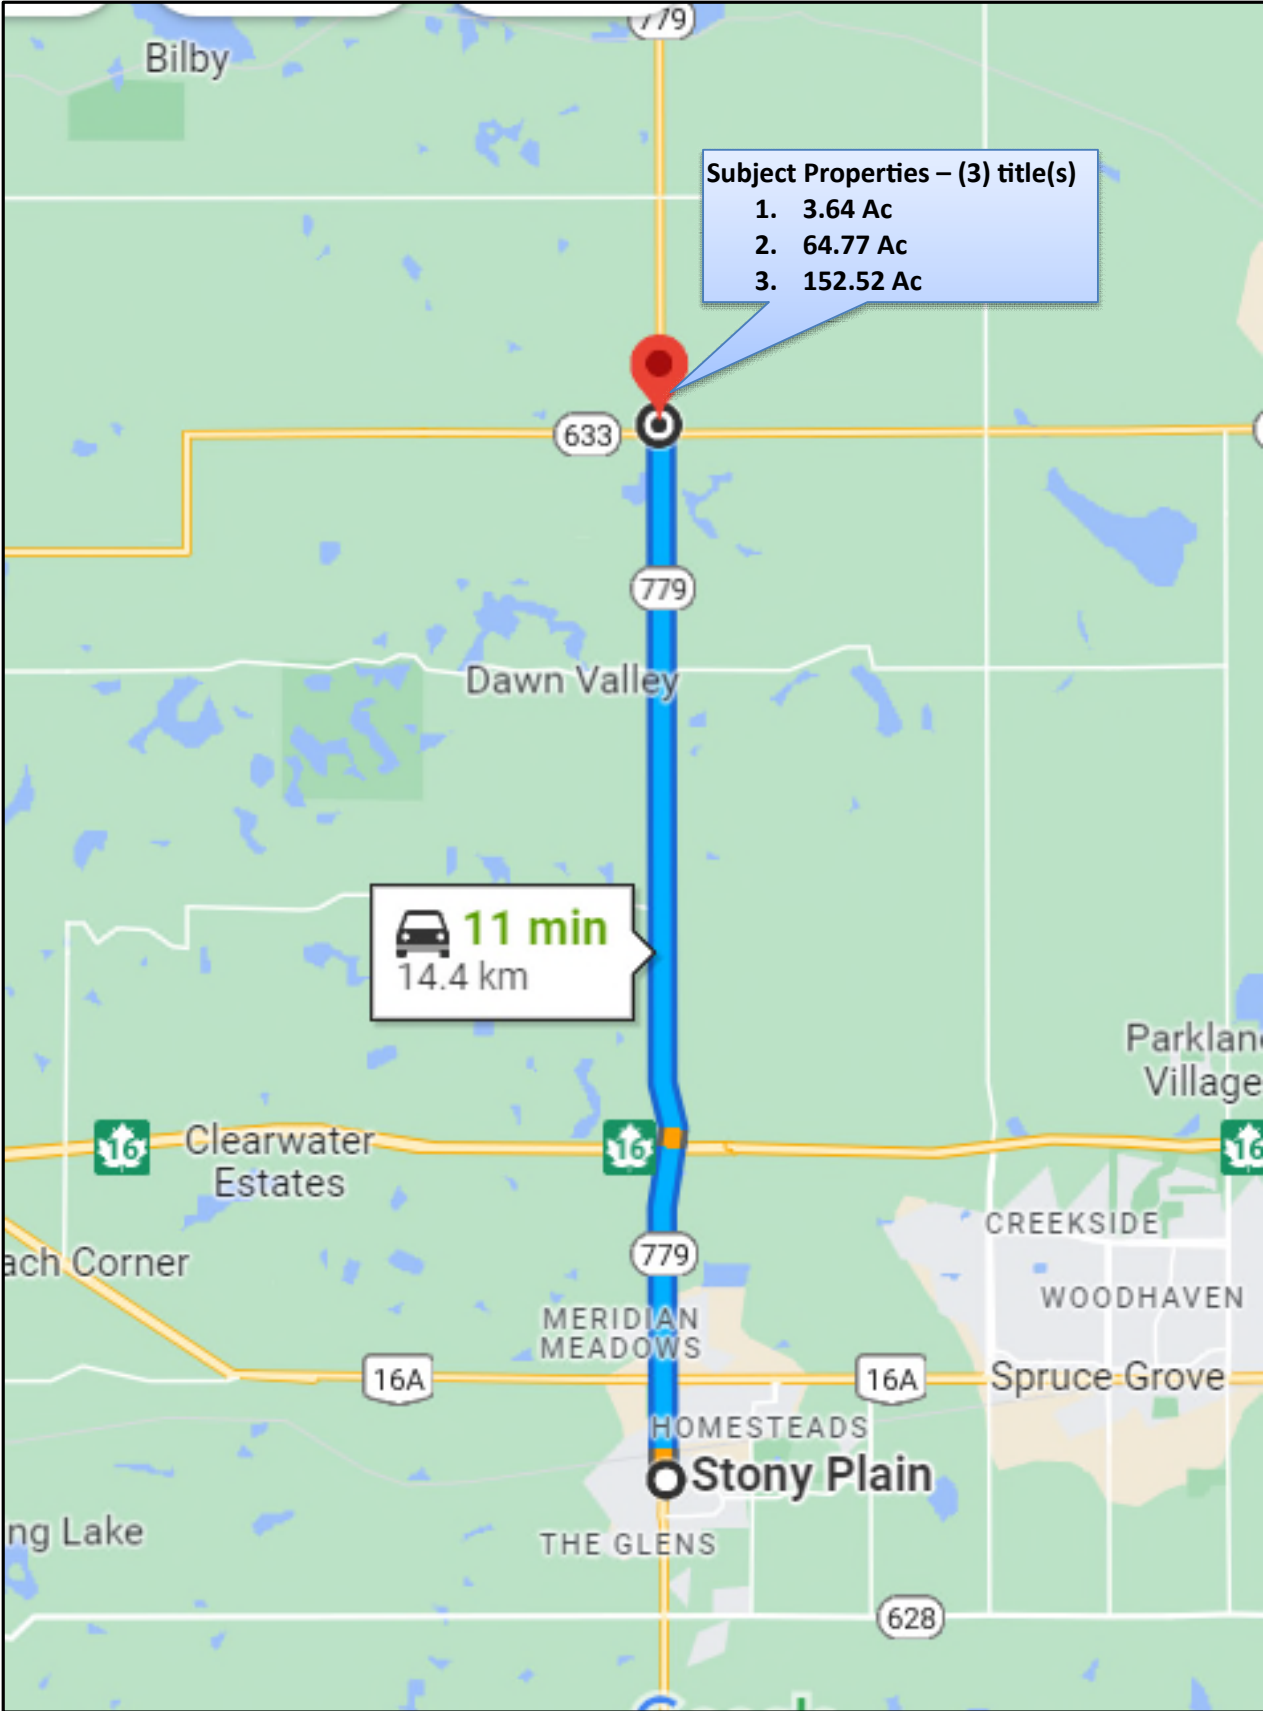 779
Bilby
Subject Properties – (3) title(s)
1. 3.64 Ac
2. 64.77 Ac
3. 152.52 Ac
633
779
Dawn Valley
11 min
14.4 km
Parklan
Village
16
Clearwater
Estates
16
16
CREEKSIDE
779
ach Corner
WOODHAVEN
MERIDIAN
MEADOWS
16A
16A
Spruce Grove
HOMESTEADS
Stony Plain
ng Lake
THE GLENS
628